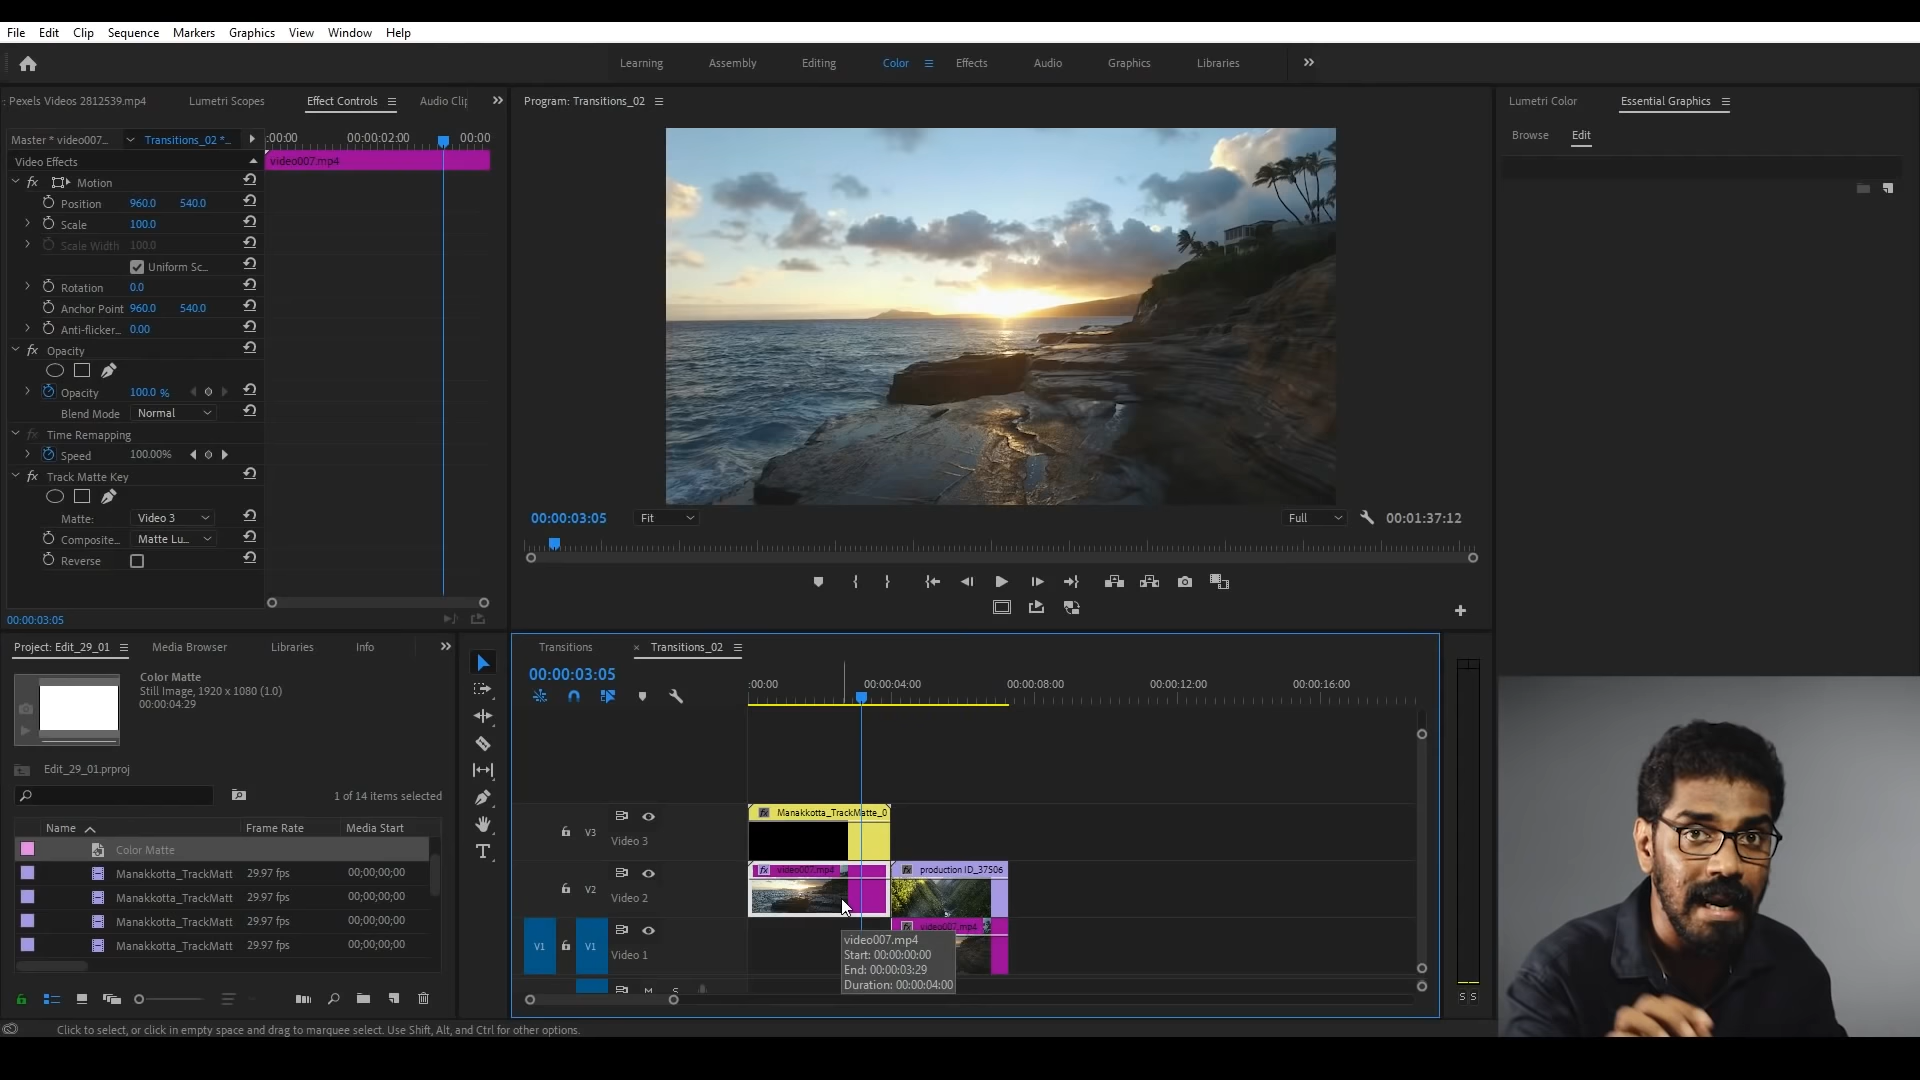 File Edit Clip Sequence Markers Graphics View Window Help
Learning Assembly Editing Color Effects Audio Graphics Libraries
: Pexels Videos 2812539.mp4 Lumetri Scopes Effect Controls Audio Clip
Program: Transitions_02
Lumetri Color Essential Graphics
Browse Edit
Master * video007... Transitions_02 *...
:00:00 00:00:02:00 00:00
Video Effects
video007.mp4
Motion
Position 960.0 540.0
Scale 100.0
Scale Width 100.0
Uniform Sc...
Rotation 0.0
Anchor Point 960.0 540.0
Anti-flicker... 0.00
Opacity
Opacity 100.0 %
Blend Mode Normal
Time Remapping
Speed 100.00%
Track Matte Key
Matte: Video 3
Composite... Matte Lu...
Reverse
00:00:03:05
00:00:03:05 Fit Full 00:01:37:12
Project: Edit_29_01 Media Browser Libraries Info
Color Matte
Still Image, 1920 x 1080 (1.0)
00:00:04:29
Edit_29_01.prproj
1 of 14 items selected
Name Frame Rate Media Start
Color Matte
Manakkotta_TrackMatt 29.97 fps 00;00;00;00
Manakkotta_TrackMatt 29.97 fps 00;00;00;00
Manakkotta_TrackMatt 29.97 fps 00;00;00;00
Manakkotta_TrackMatt 29.97 fps 00;00;00;00
Transitions × Transitions_02
00:00:03:05
:00:00 00:00:04:00 00:00:08:00 00:00:12:00 00:00:16:00
V3 Video 3
Manakkotta_TrackMatte_0
V2 Video 2
video007.mp4 production ID_37506
V1 V1 Video 1
video007.mp4
video007.mp4
Start: 00:00:00:00
End: 00:00:03:29
Duration: 00:00:04:00
M S
S S
Click to select, or click in empty space and drag to marquee select. Use Shift, Alt, and Ctrl for other options.